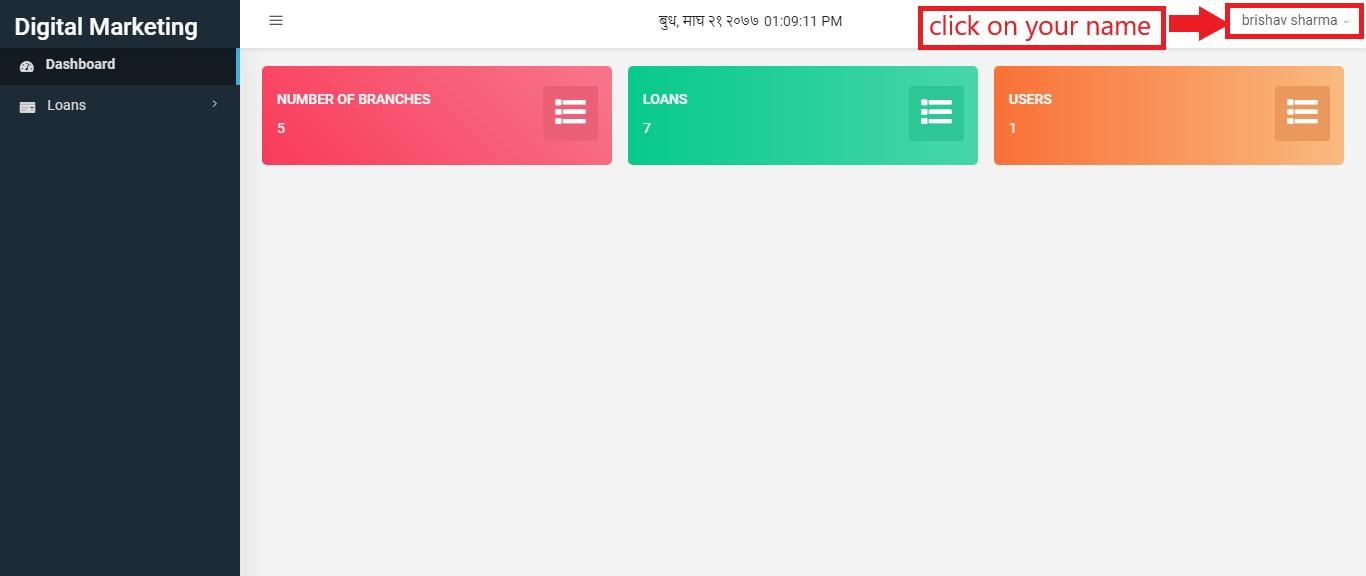 Digital Marketing
बुध, माघ २१ २०७७ 01:09:11 PM
click on your name
brishav sharma
Dashboard
Loans
NUMBER OF BRANCHES
5
LOANS
7
USERS
1